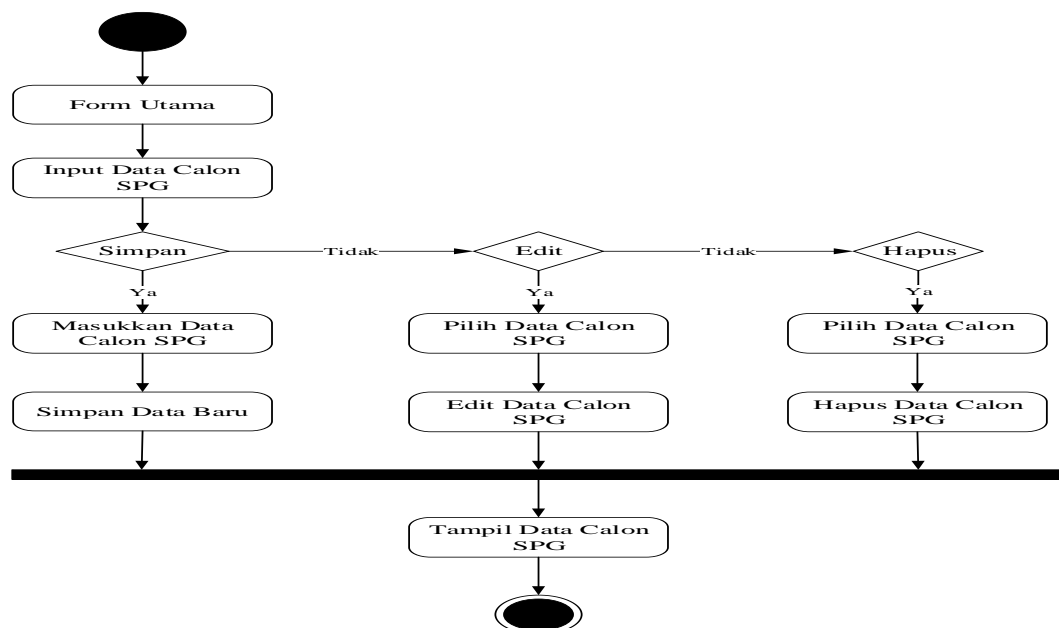 Form Utama
Input Data Calon
SPG
Simpan
Tidak
Edit
Tidak
Hapus
Ya
Ya
Ya
Masukkan Data
Calon SPG
Pilih Data Calon
SPG
Pilih Data Calon
SPG
Simpan Data Baru
Edit Data Calon
SPG
Hapus Data Calon
SPG
Tampil Data Calon
SPG